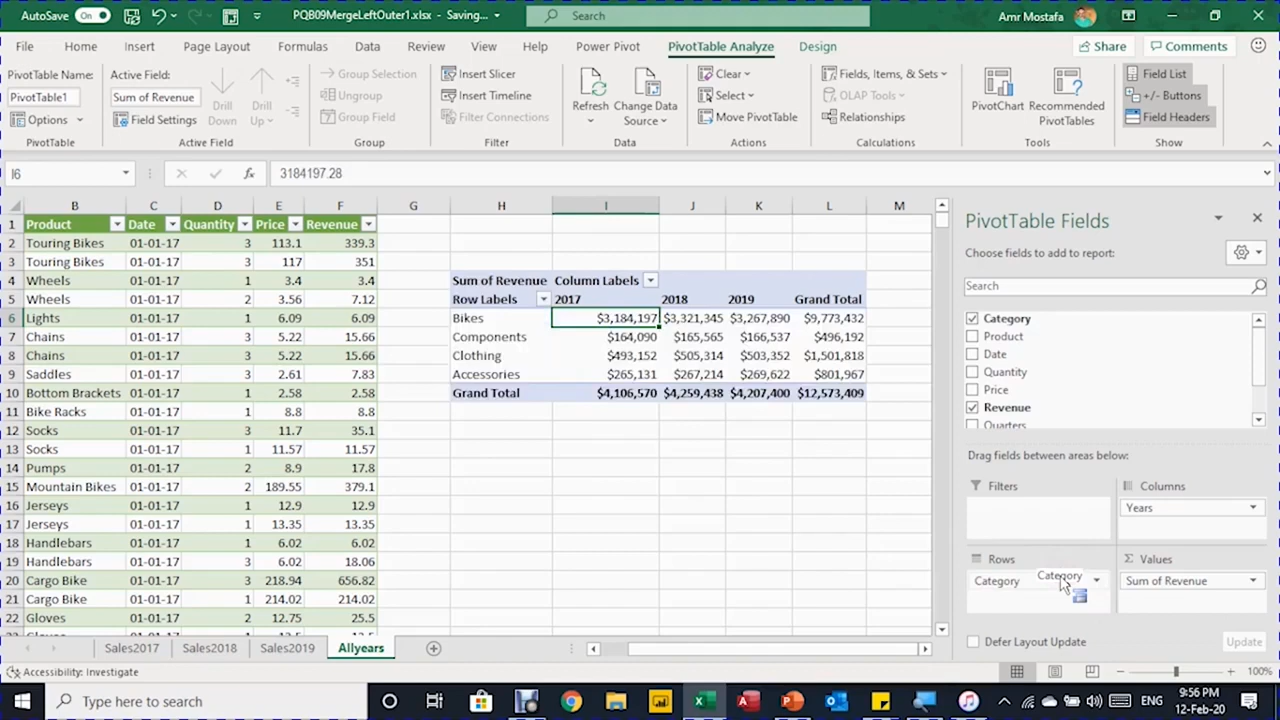 AutoSave On PQB09MergeLeftOuter1.xlsx - Saving... Search Amr Mostafa
File Home Insert Page Layout Formulas Data Review View Help Power Pivot PivotTable Analyze Design Share Comments
PivotTable Name: Active Field: Group Selection Insert Slicer Clear Fields, Items, & Sets Field List
PivotTable1 Sum of Revenue Drill Down Drill Up Ungroup Insert Timeline Refresh Change Data Source Select OLAP Tools PivotChart Recommended PivotTables +/- Buttons
Options Field Settings Group Field Filter Connections Move PivotTable Relationships Field Headers
PivotTable Active Field Group Filter Data Actions Calculations Tools Show
I6 fx 3184197.28
B C D E F G H I J K L M
1 Product Date Quantity Price Revenue
2 Touring Bikes 01-01-17 3 113.1 339.3
3 Touring Bikes 01-01-17 3 117 351
4 Wheels 01-01-17 1 3.4 3.4 Sum of Revenue Column Labels
5 Wheels 01-01-17 2 3.56 7.12 Row Labels 2017 2018 2019 Grand Total
6 Lights 01-01-17 1 6.09 6.09 Bikes $3,184,197 $3,321,345 $3,267,890 $9,773,432
7 Chains 01-01-17 3 5.22 15.66 Components $164,090 $165,565 $166,537 $496,192
8 Chains 01-01-17 3 5.22 15.66 Clothing $493,152 $505,314 $503,352 $1,501,818
9 Saddles 01-01-17 3 2.61 7.83 Accessories $265,131 $267,214 $269,622 $801,967
10 Bottom Brackets 01-01-17 1 2.58 2.58 Grand Total $4,106,570 $4,259,438 $4,207,400 $12,573,409
11 Bike Racks 01-01-17 1 8.8 8.8
12 Socks 01-01-17 3 11.7 35.1
13 Socks 01-01-17 1 11.57 11.57
14 Pumps 01-01-17 2 8.9 17.8
15 Mountain Bikes 01-01-17 2 189.55 379.1
16 Jerseys 01-01-17 1 12.9 12.9
17 Jerseys 01-01-17 1 13.35 13.35
18 Handlebars 01-01-17 1 6.02 6.02
19 Handlebars 01-01-17 3 6.02 18.06
20 Cargo Bike 01-01-17 3 218.94 656.82
21 Cargo Bike 01-01-17 1 214.02 214.02
22 Gloves 01-01-17 2 12.75 25.5
PivotTable Fields
Choose fields to add to report:
Search
Category
Product
Date
Quantity
Price
Revenue
Quarters
Drag fields between areas below:
Filters Columns
Years
Rows Σ Values
Category Category Sum of Revenue
Defer Layout Update Update
Sales2017 Sales2018 Sales2019 Allyears
Accessibility: Investigate 100%
Type here to search ENG 9:56 PM
12-Feb-20